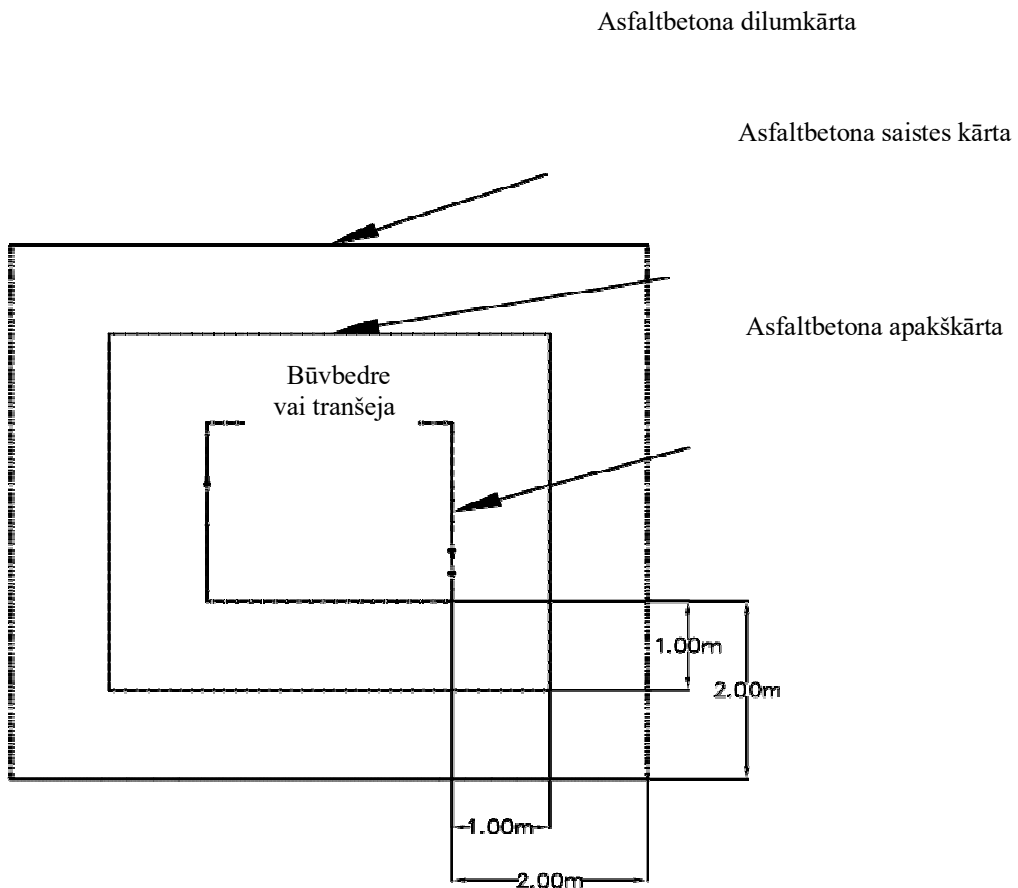 Asfaltbetona dilumkārta
Asfaltbetona saistes kārta
Asfaltbetona apakškārta
Būvbedre
vai tranšeja
1.00m
2.00m
1.00m
2.00m